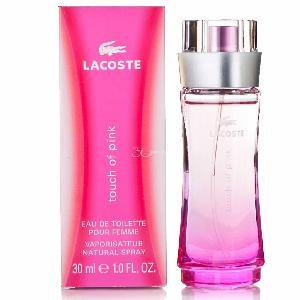 LACOSTE
touch of pink
EAU DE TOILETTE
POUR FEMME
VAPORISATEUR
NATURAL SPRAY
30 ml e 1.0 FL. OZ.
LACOSTE
touch of pink